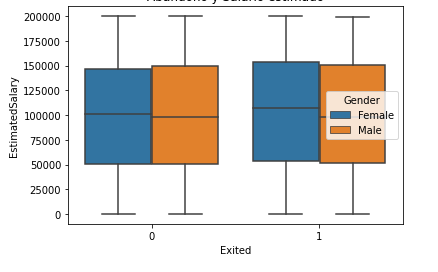 Abandono y salario estimado
200000
175000
150000
125000
100000
75000
50000
25000
0
EstimatedSalary
Gender
Female
Male
0 1
Exited